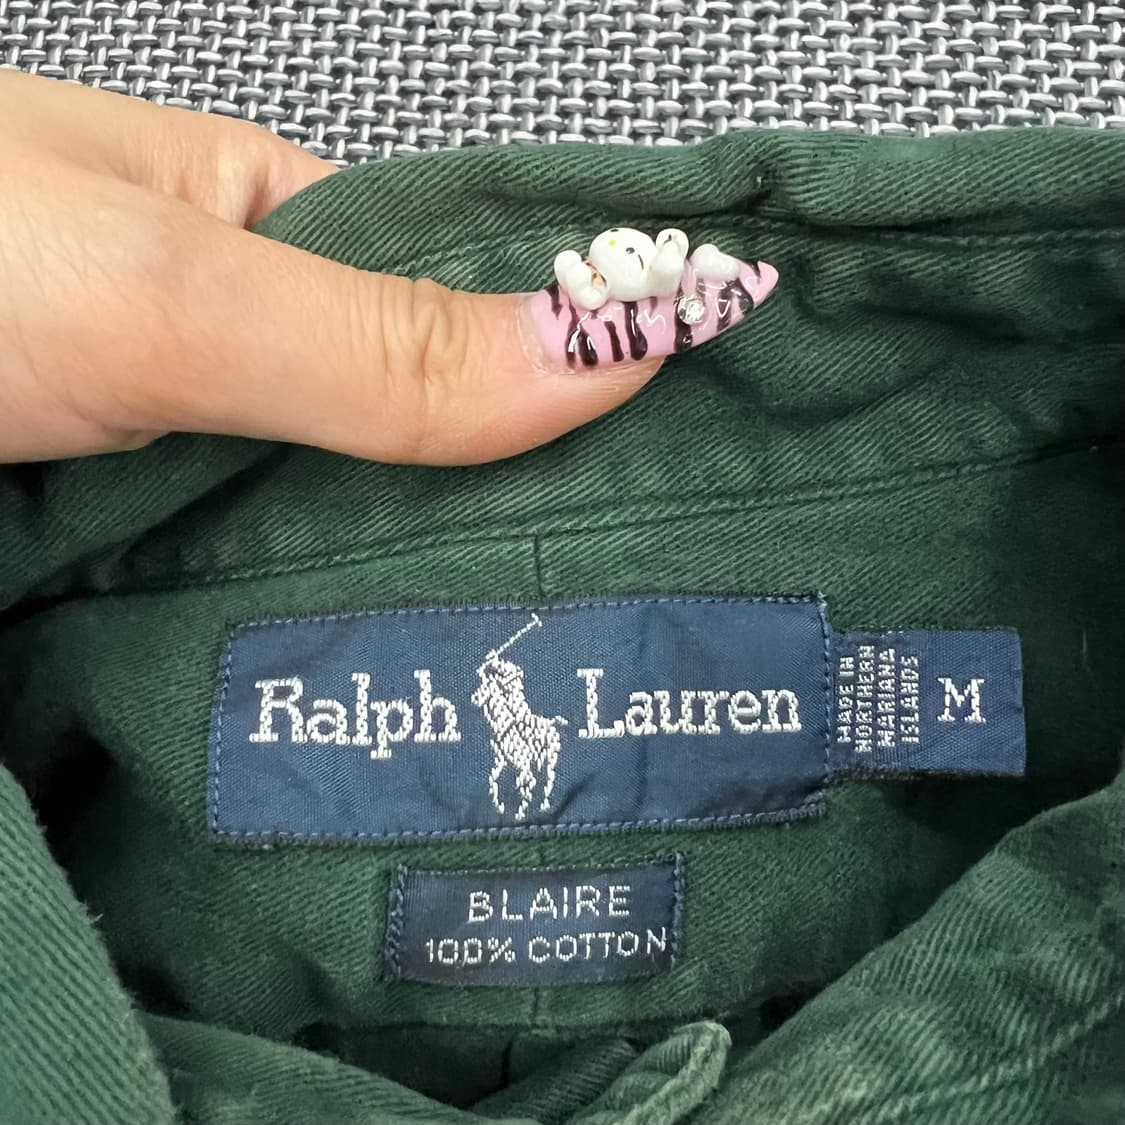 Ralph Lauren
MADE IN
NORTHERN
MARIANA
ISLANDS
M
BLAIRE
100% COTTON